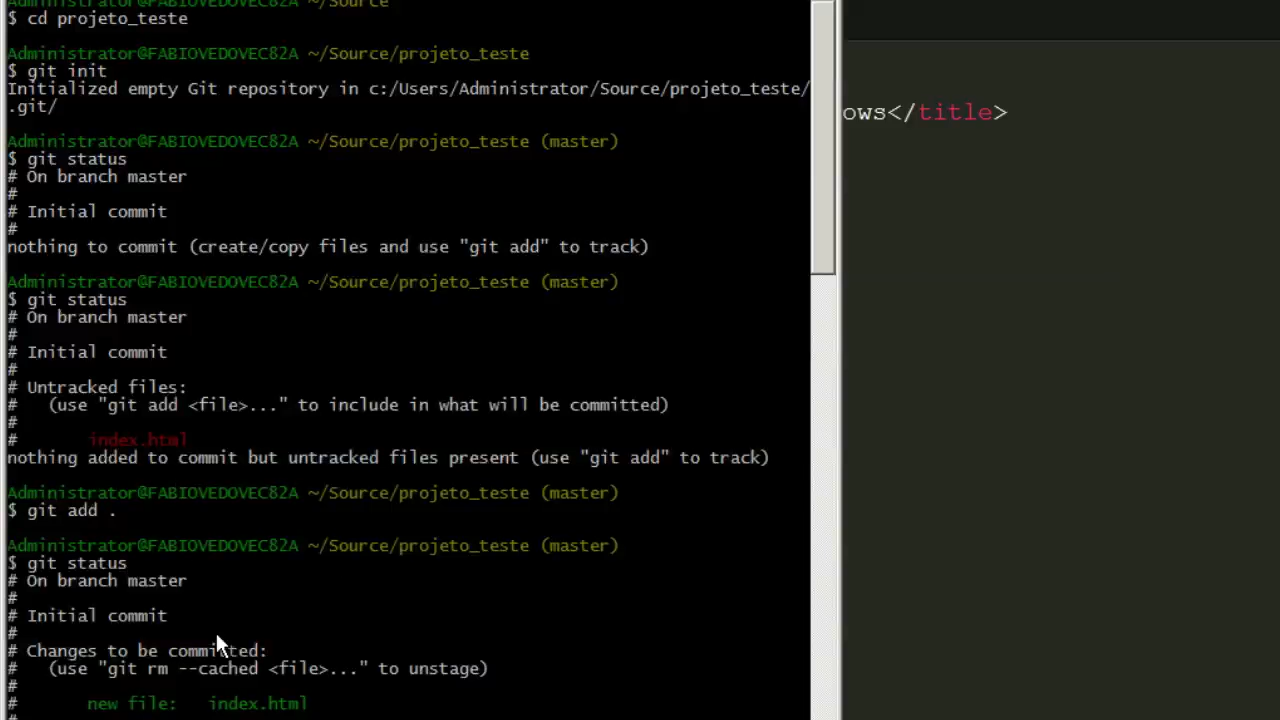 Administrator@FABIOVEDOVEC82A ~/Source
$ cd projeto_teste
Administrator@FABIOVEDOVEC82A ~/Source/projeto_teste
$ git init
Initialized empty Git repository in c:/Users/Administrator/Source/projeto_teste/
.git/
Administrator@FABIOVEDOVEC82A ~/Source/projeto_teste (master)
$ git status
# On branch master
#
# Initial commit
#
nothing to commit (create/copy files and use "git add" to track)
Administrator@FABIOVEDOVEC82A ~/Source/projeto_teste (master)
$ git status
# On branch master
#
# Initial commit
#
# Untracked files:
#   (use "git add <file>..." to include in what will be committed)
#
#       index.html
nothing added to commit but untracked files present (use "git add" to track)
Administrator@FABIOVEDOVEC82A ~/Source/projeto_teste (master)
$ git add .
Administrator@FABIOVEDOVEC82A ~/Source/projeto_teste (master)
$ git status
# On branch master
#
# Initial commit
#
# Changes to be committed:
#   (use "git rm --cached <file>..." to unstage)
#
#       new file:   index.html
#
ows</title>